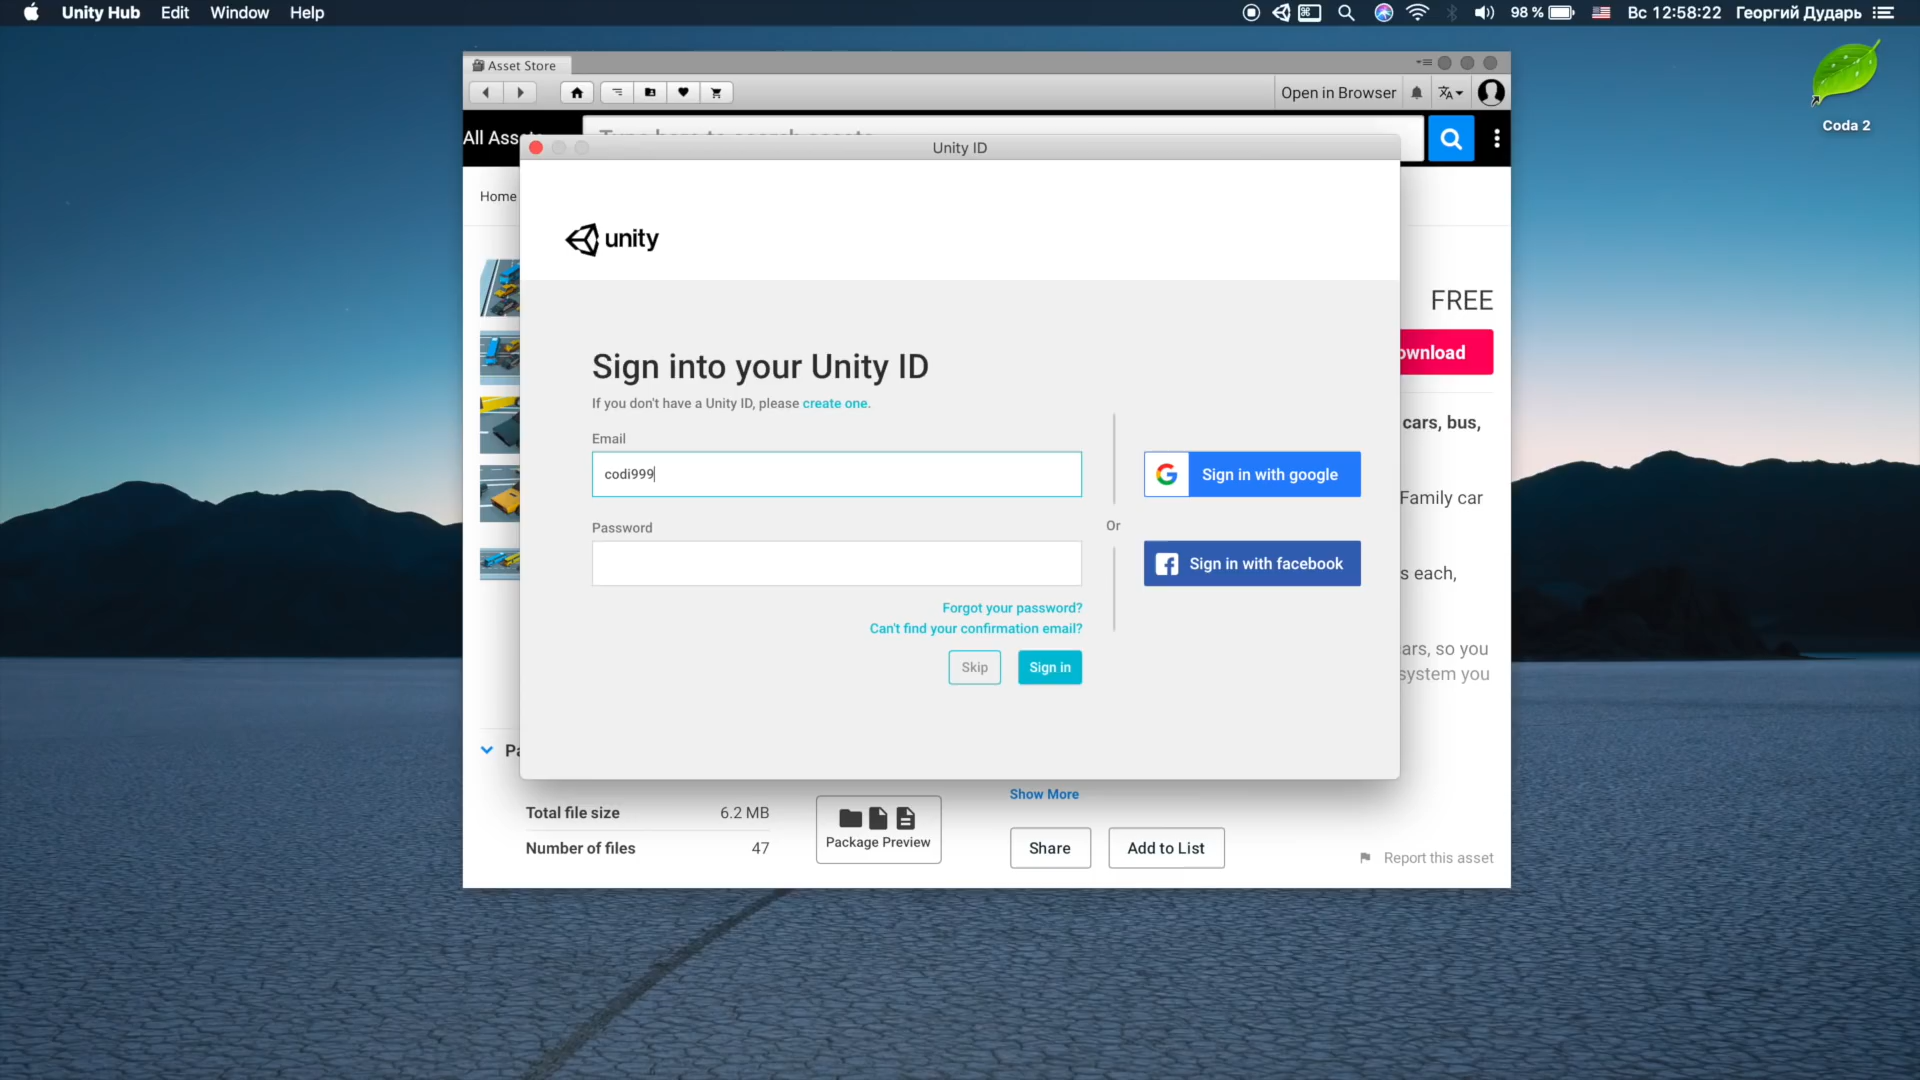 Unity Hub Edit Window Help 98 % Вс 12:58:22 Георгий Дударь
Asset Store
Open in Browser
Coda 2
All
Unity ID
Home
unity
FREE
Sign into your Unity ID
If you don't have a Unity ID, please create one.
cars, bus,
Email
codi999
Sign in with google
Family car
Password
Or
Sign in with facebook
s each,
Forgot your password?
Can't find your confirmation email?
so you
system you
Skip
Sign in
Show More
Total file size 6.2 MB
Package Preview
Number of files 47
Share
Add to List
Report this asset